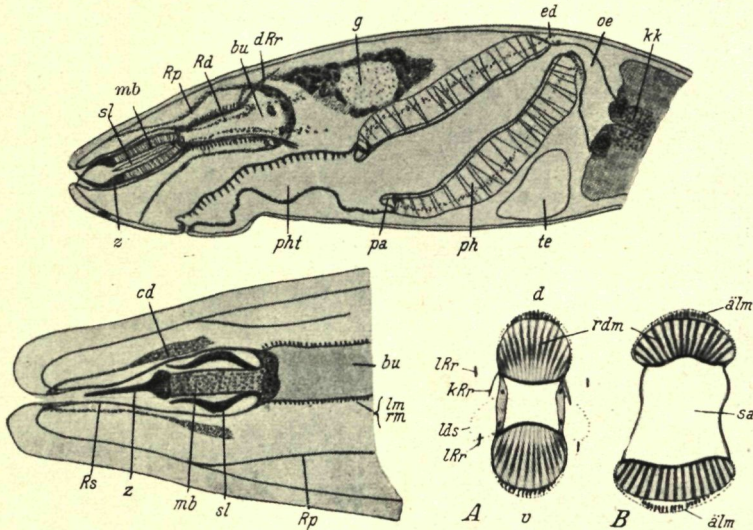 g
ed
oe
kk
dRr
bu
Rd
Rp
mb
sl
z
pht
pa
ph
te
cd
bu
lm
rm
Rs
z
mb
sl
Rp
d
rdm
lRr
kRr
lds
lRr
A
v
älm
sa
B
älm